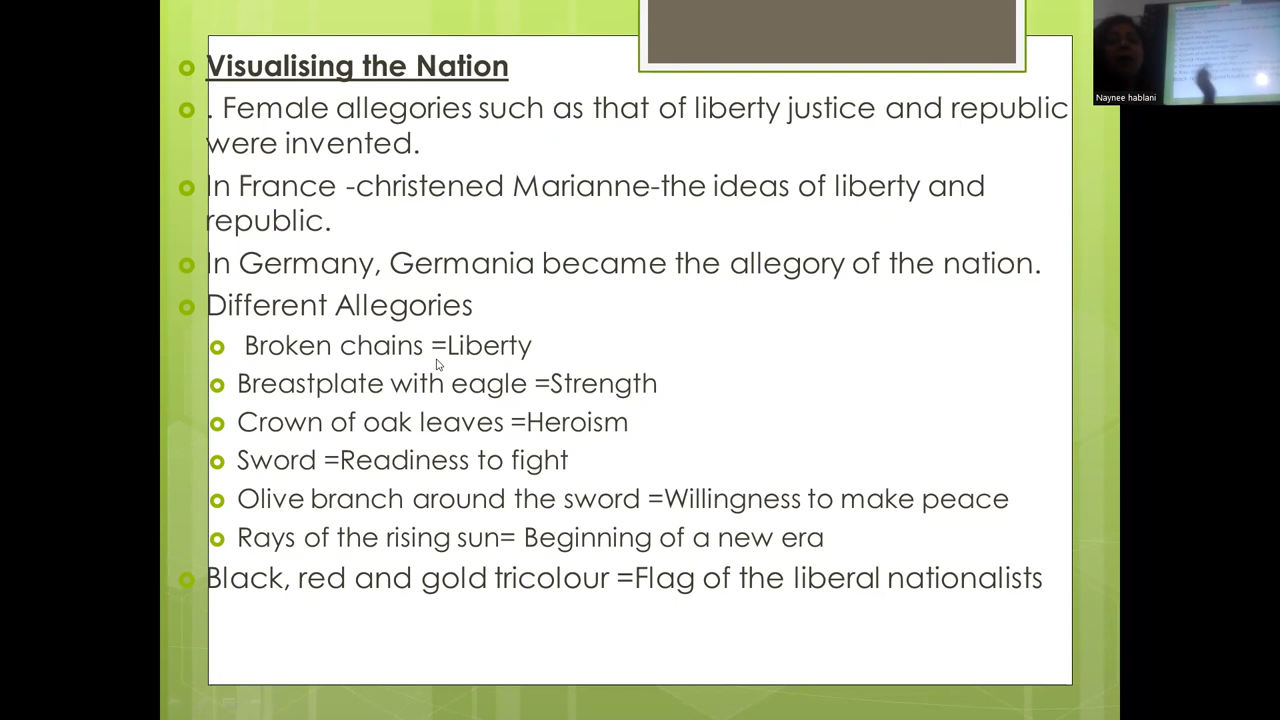 Visualising the Nation
. Female allegories such as that of liberty justice and republic
were invented.
In France -christened Marianne-the ideas of liberty and
republic.
In Germany, Germania became the allegory of the nation.
Different Allegories
Broken chains =Liberty
Breastplate with eagle =Strength
Crown of oak leaves =Heroism
Sword =Readiness to fight
Olive branch around the sword =Willingness to make peace
Rays of the rising sun= Beginning of a new era
Black, red and gold tricolour =Flag of the liberal nationalists
Naynee hablani